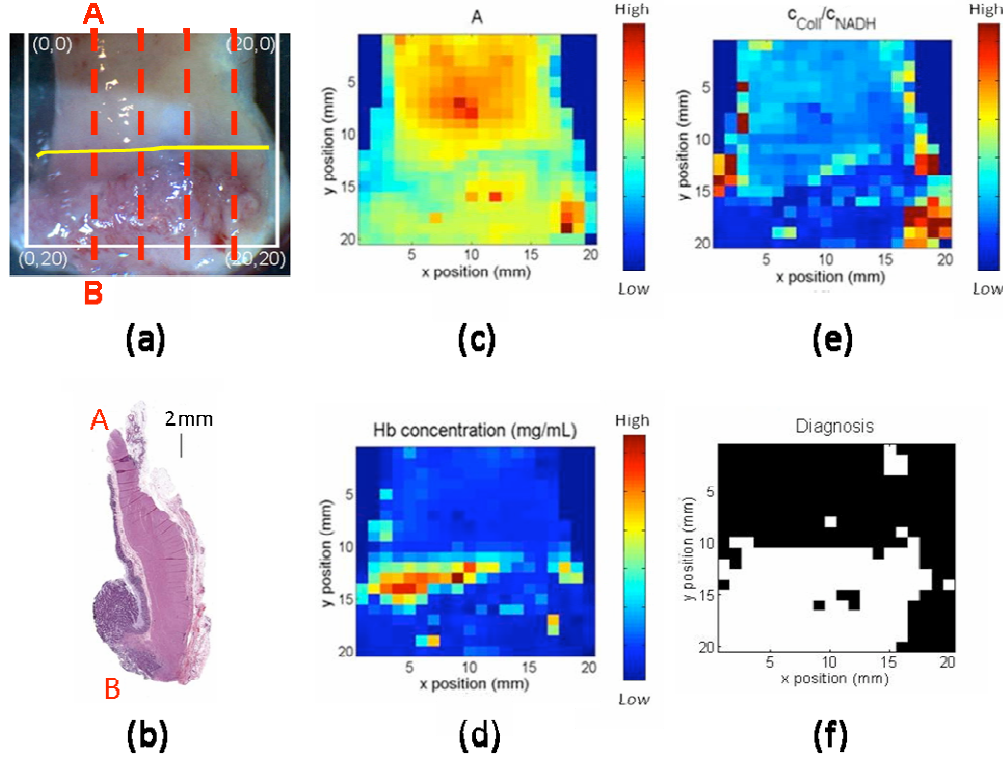 A
(0,0)
(20,0)
(0,20)
(20,20)
B
(a)
A
5
10
15
20
5
10
15
20
y position (mm)
x position (mm)
High
Low
(c)
cColl/cNADH
5
10
15
20
5
10
15
20
y position (mm)
x position (mm)
High
Low
(e)
A
2mm
B
(b)
Hb concentration (mg/mL)
5
10
15
20
5
10
15
20
y position (mm)
x position (mm)
High
Low
(d)
Diagnosis
5
10
15
20
5
10
15
20
y position (mm)
x position (mm)
(f)